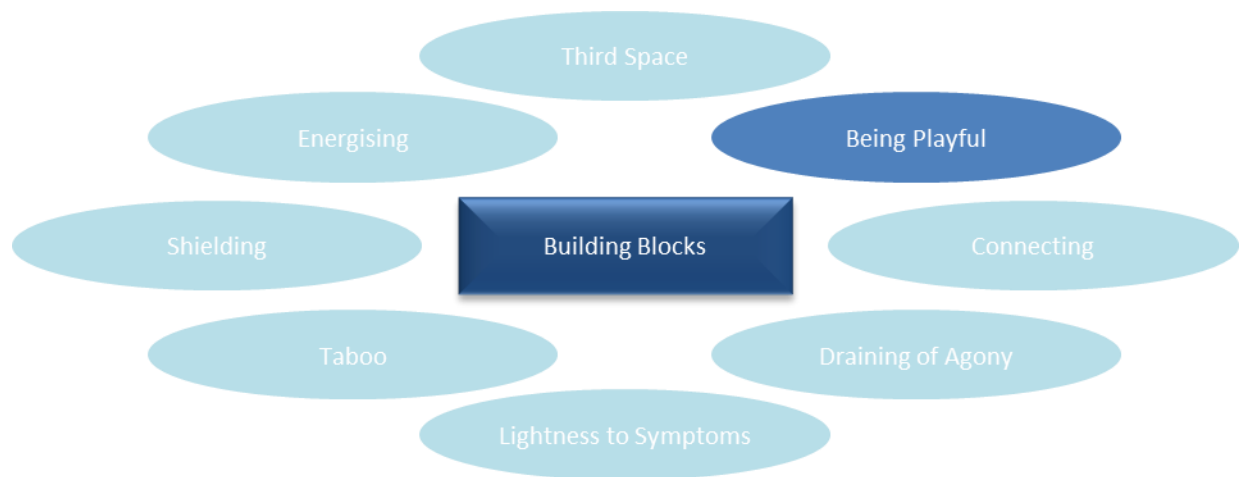 Third Space
Energising
Being Playful
Shielding
Building Blocks
Connecting
Taboo
Draining of Agony
Lightness to Symptoms